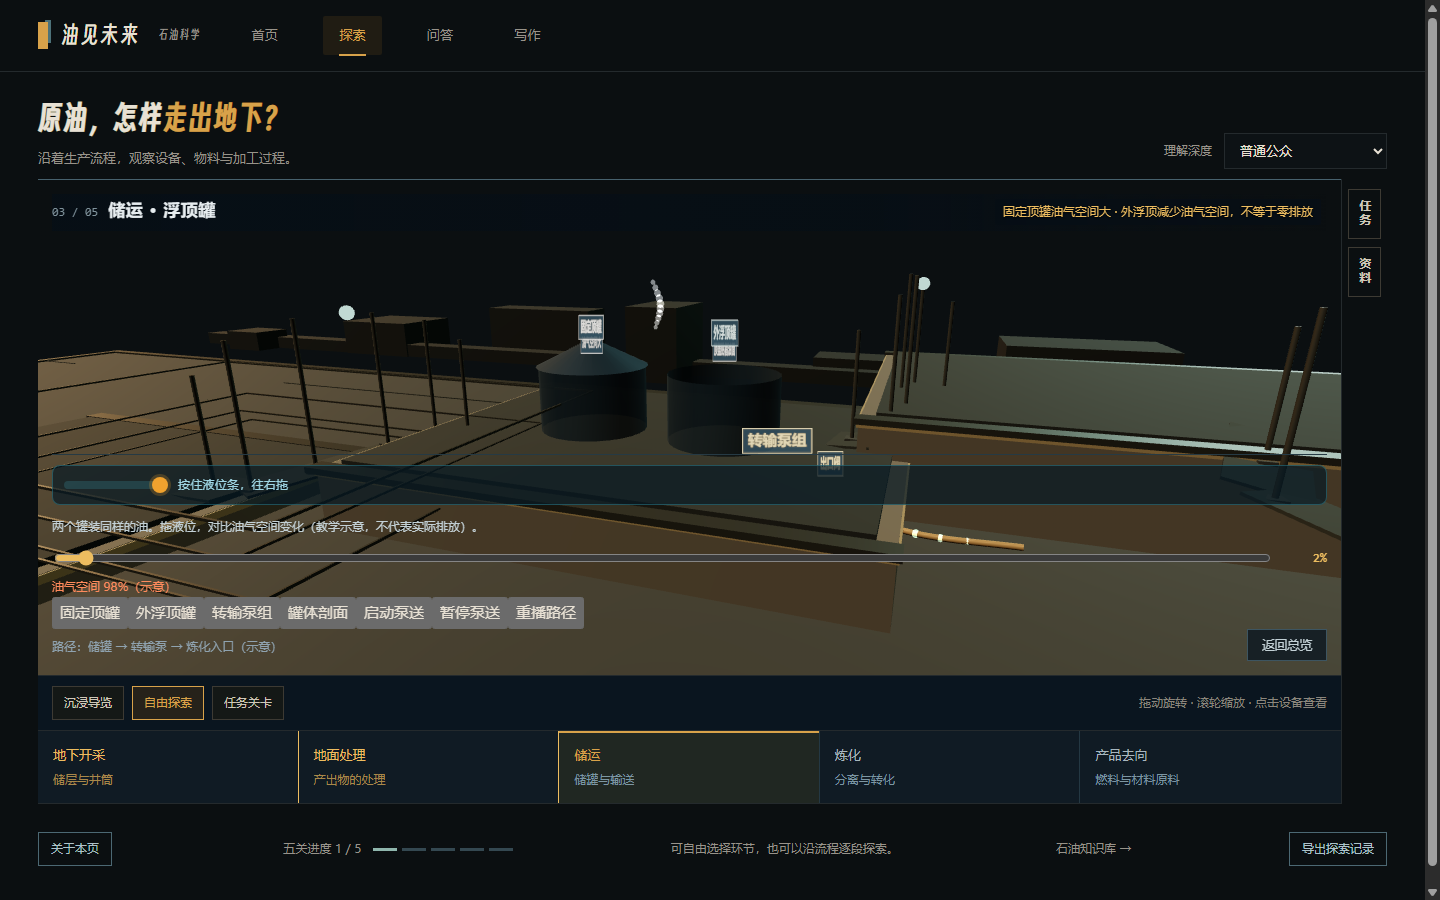 油见未来 石油科学 首页 探索 问答 写作
原油，怎样走出地下？
沿着生产流程，观察设备、物料与加工过程。
理解深度 普通公众
03 / 05 储运 • 浮顶罐
固定顶罐油气空间大 · 外浮顶减少油气空间，不等于零排放
任务
资料
固定顶罐
外浮顶罐
转输泵组
出口阀
按住液位条，往右拖
两个罐装同样的油。拖液位，对比油气空间变化（教学示意，不代表实际排放）。
2%
油气空间 98%（示意）
固定顶罐 外浮顶罐 转输泵组 罐体剖面 启动泵送 暂停泵送 重播路径
路径：储罐 → 转输泵 → 炼化入口（示意）
返回总览
沉浸导览 自由探索 任务关卡
拖动旋转 · 滚轮缩放 · 点击设备查看
地下开采 地面处理 储运 炼化 产品去向
储层与井筒 产出物的处理 储罐与输送 分离与转化 燃料与材料原料
关于本页 五关进度 1 / 5 可自由选择环节，也可以沿流程逐段探索。 石油知识库 → 导出探索记录